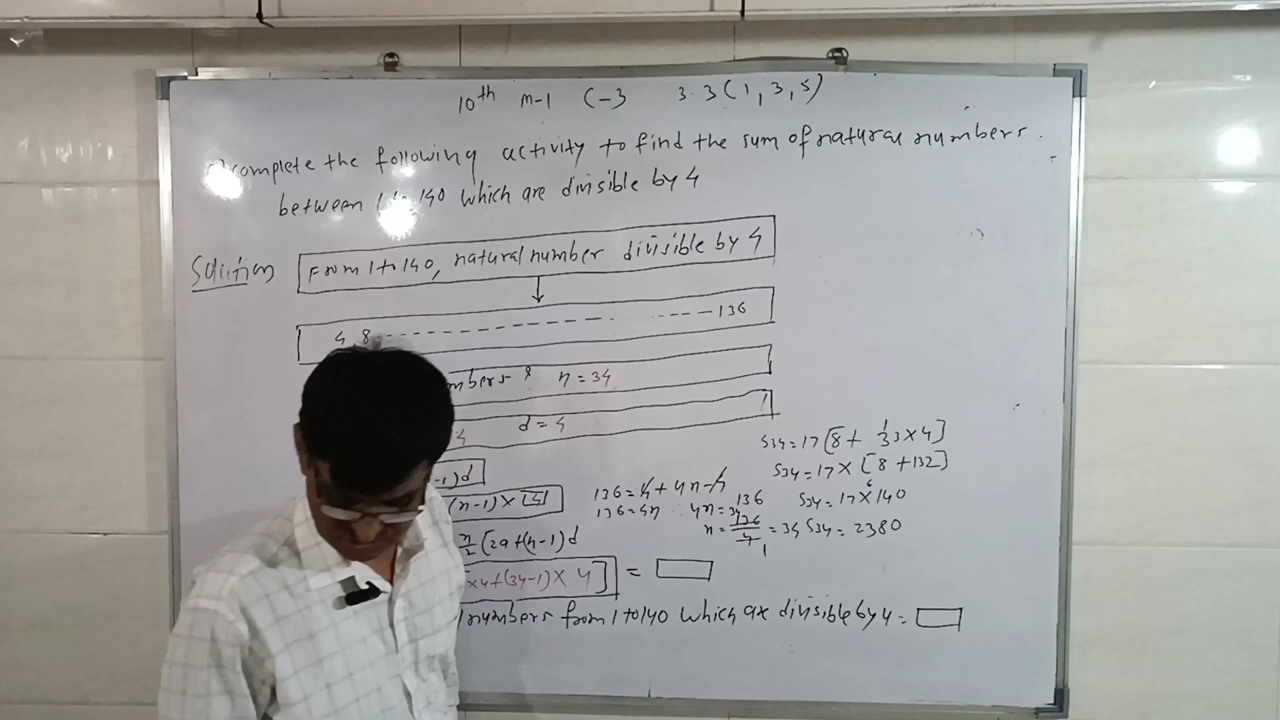 10th M-1 C-3 3.3 (1, 3, 5)
complete the following activity to find the sum of natural numbers.
between 1 to 140 which are divisible by 4
Solution
From 1 to 140, natural number divisible by 4
4, 8 - - - - - - - - - - - - - - - - - - - 136
mbers : n = 34
4 d = 4
-1)d
(n-1) × [4]
n/2 (2a+(n-1)d
×4+(34-1)× 4] =
numbers from 1 to 140 which are divisible by 4 =
136 = 4 + 4n - 4
136 = 4n 4n = 136
n = 136/4 = 34
S34 = 17 [8 + 33 × 4]
S34 = 17 × [8 + 132]
S34 = 17 × 140
S34 = 2380